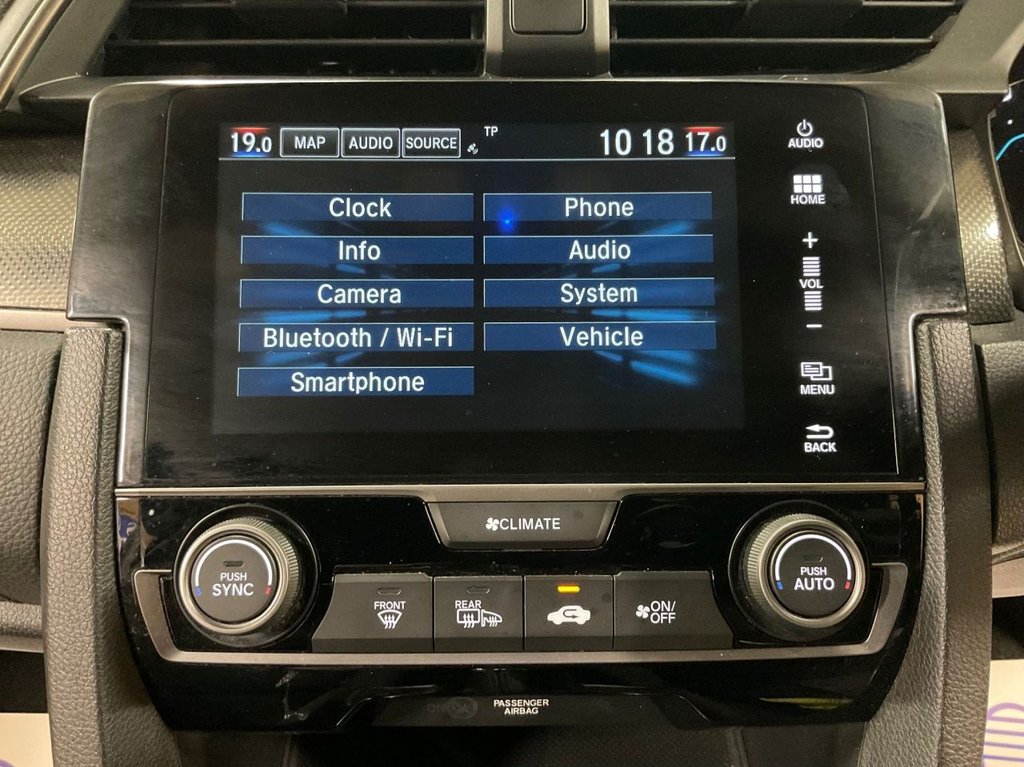 19.0 MAP AUDIO SOURCE TP 10 18 17.0
Clock Phone
Info Audio
Camera System
Bluetooth / Wi-Fi Vehicle
Smartphone
AUDIO
HOME
+
VOL
−
MENU
BACK
CLIMATE
PUSH
SYNC
FRONT
REAR
ON/
OFF
PUSH
AUTO
PASSENGER
AIRBAG